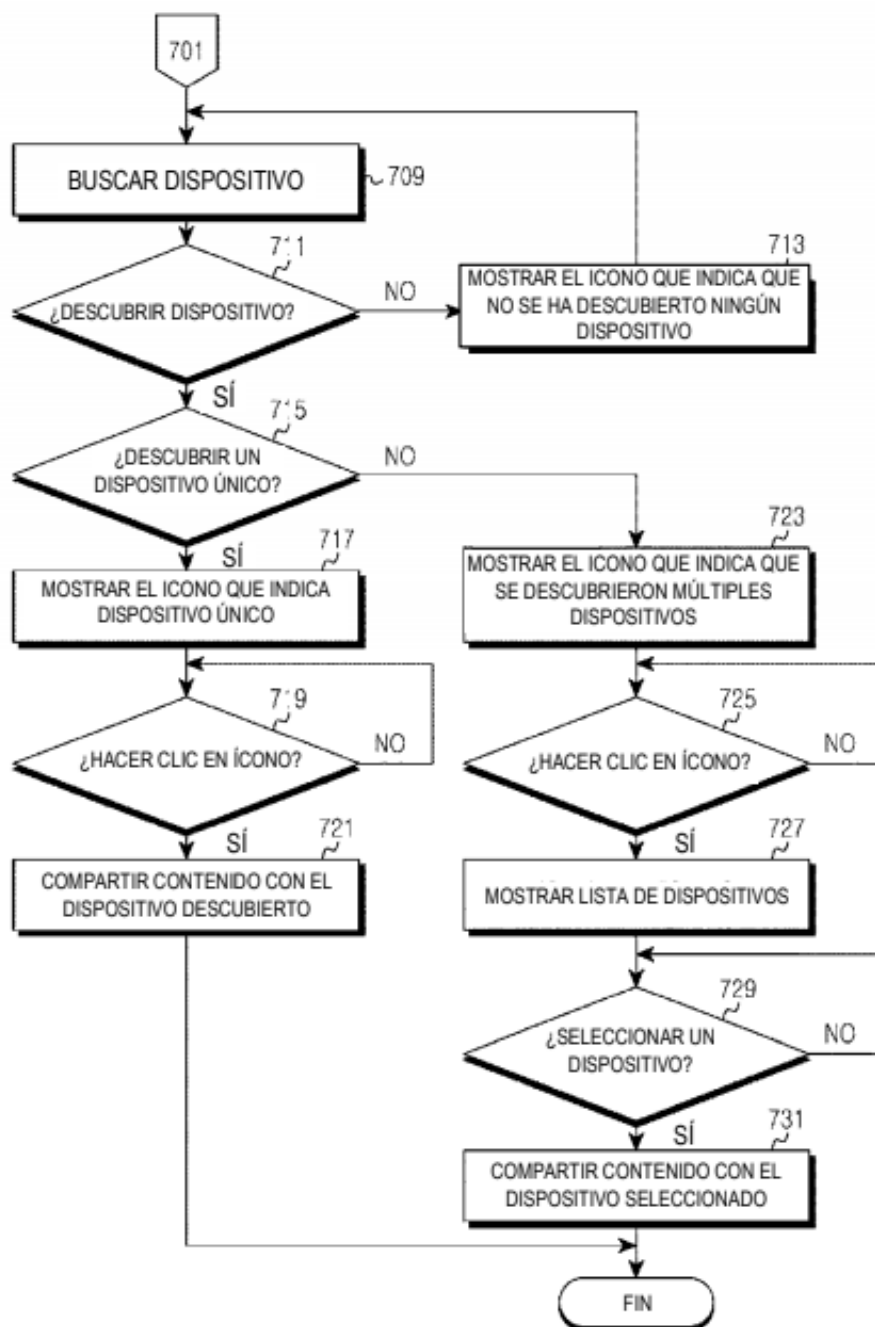 701
BUSCAR DISPOSITIVO
709
711
¿DESCUBRIR DISPOSITIVO?
NO
713
MOSTRAR EL ICONO QUE INDICA QUE
NO SE HA DESCUBIERTO NINGÚN
DISPOSITIVO
SÍ
715
¿DESCUBRIR UN
DISPOSITIVO ÚNICO?
NO
SÍ
717
MOSTRAR EL ICONO QUE INDICA
DISPOSITIVO ÚNICO
723
MOSTRAR EL ICONO QUE INDICA QUE
SE DESCUBRIERON MÚLTIPLES
DISPOSITIVOS
719
¿HACER CLIC EN ÍCONO?
NO
725
¿HACER CLIC EN ÍCONO?
NO
SÍ
721
COMPARTIR CONTENIDO CON EL
DISPOSITIVO DESCUBIERTO
SÍ
727
MOSTRAR LISTA DE DISPOSITIVOS
729
¿SELECCIONAR UN
DISPOSITIVO?
NO
SÍ
731
COMPARTIR CONTENIDO CON EL
DISPOSITIVO SELECCIONADO
FIN